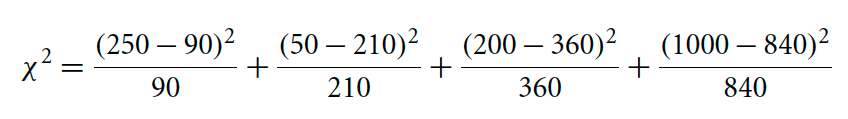 χ² = (250 – 90)²/90 + (50 – 210)²/210 + (200 – 360)²/360 + (1000 – 840)²/840